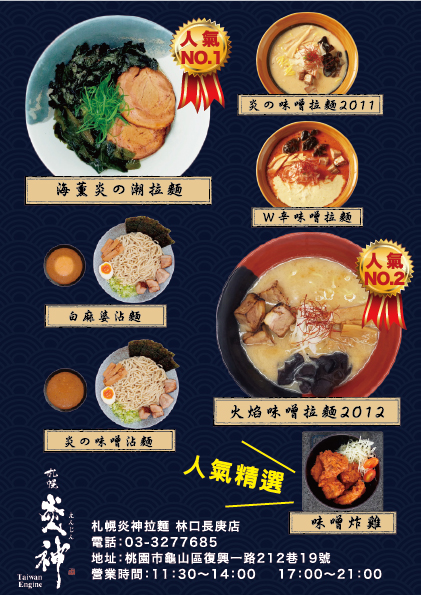 人氣
NO.1
炎の味噌拉麵2011
海薰炎の潮拉麵
W辛味噌拉麵
人氣
NO.2
白麻婆沾麵
火焰味噌拉麵2012
炎の味噌沾麵
人氣精選
味噌炸雞
札幌
炎神
えんじん
Taiwan
Engine
札幌炎神拉麵 林口長庚店
電話：03-3277685
地址：桃園市龜山區復興一路212巷19號
營業時間：11:30～14:00　17:00～21:00